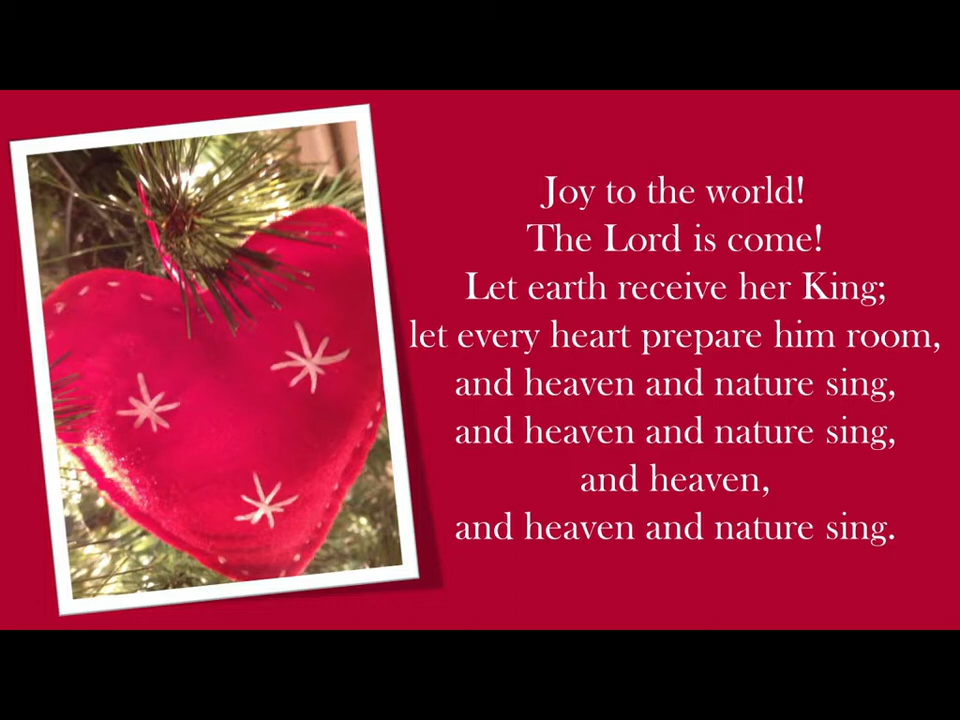 Joy to the world!
The Lord is come!
Let earth receive her King;
let every heart prepare him room,
and heaven and nature sing,
and heaven and nature sing,
and heaven,
and heaven and nature sing.